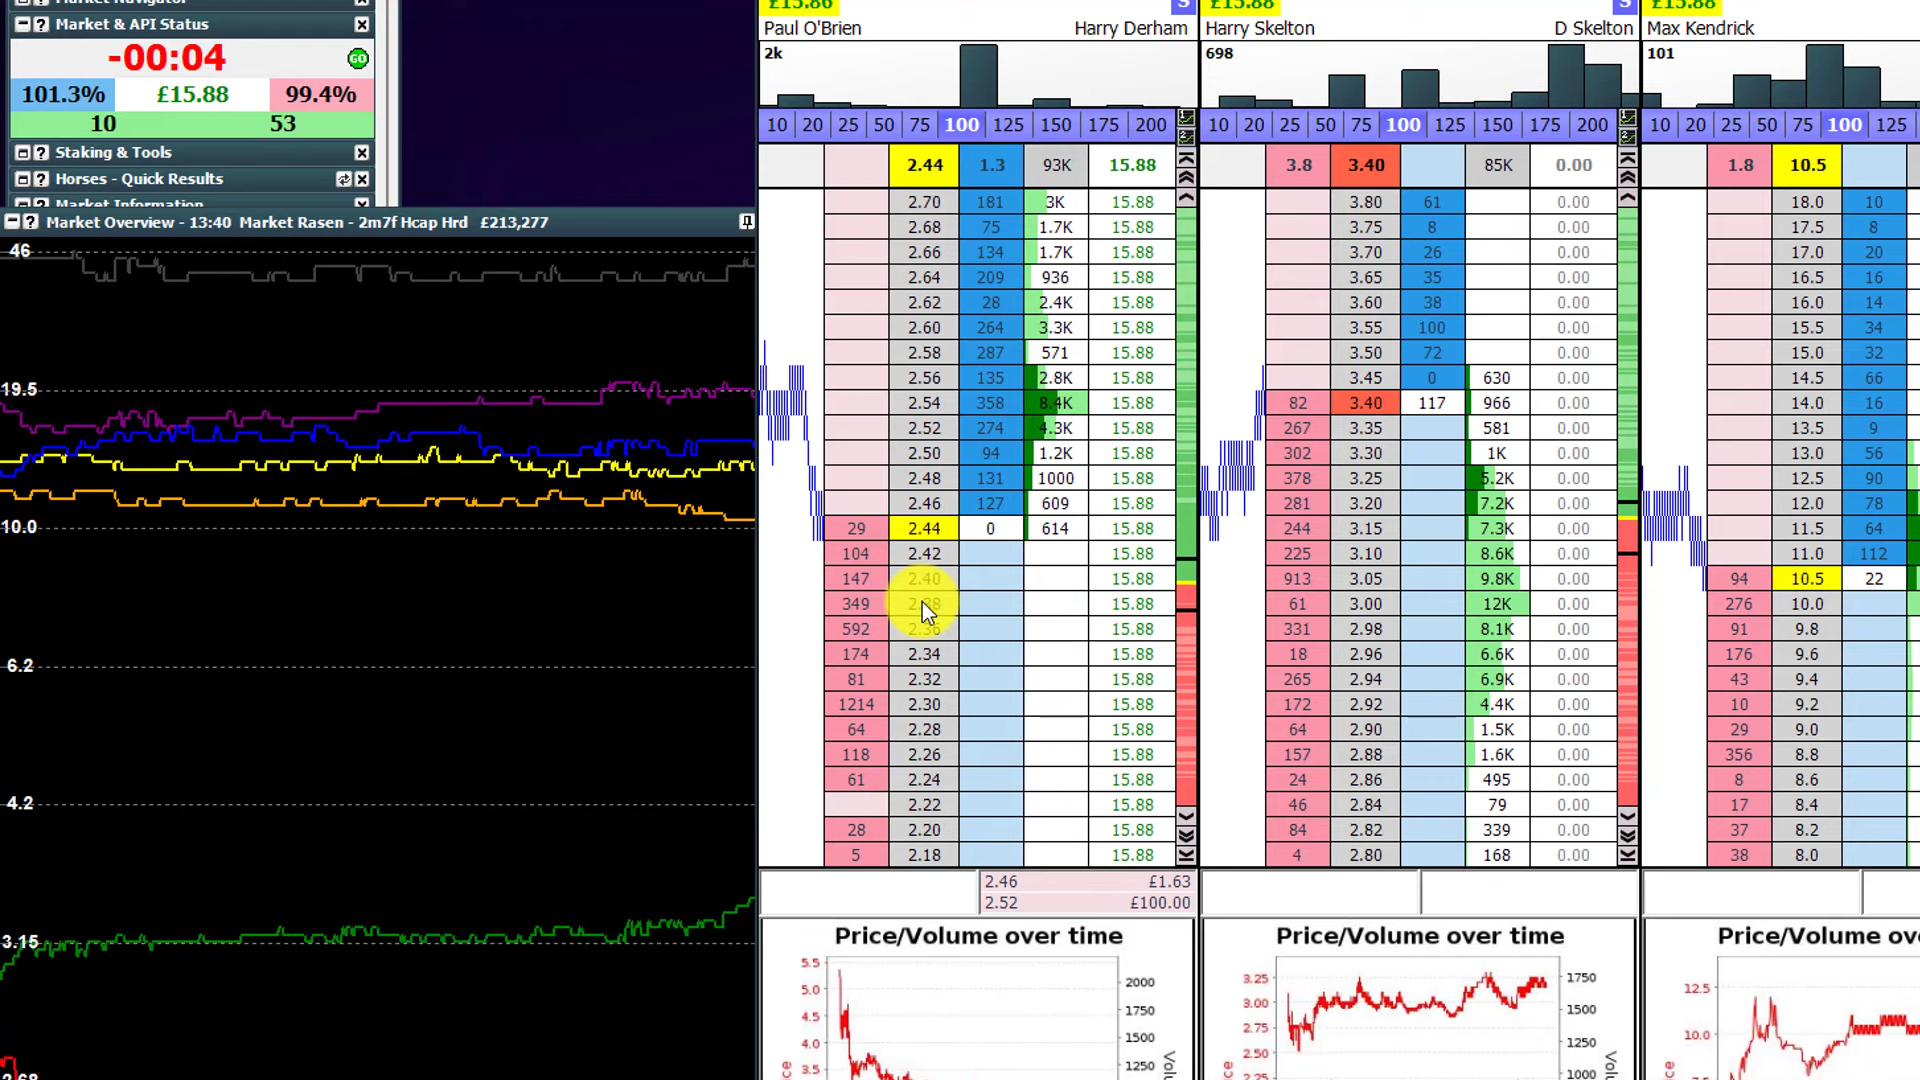 Market Navigator
Market & API Status
-00:04
GO
101.3% £15.88 99.4%
10 53
Staking & Tools
Horses - Quick Results
Market Information
Market Overview - 13:40 Market Rasen - 2m7f Hcap Hrd £213,277
46
19.5
10.0
6.2
4.2
3.15
2.68
£15.86 S
Paul O'Brien Harry Derham
2k
10 20 25 50 75 100 125 150 175 200
2.44 1.3 93K 15.88
2.70 181 3K 15.88
2.68 75 1.7K 15.88
2.66 134 1.7K 15.88
2.64 209 936 15.88
2.62 28 2.4K 15.88
2.60 264 3.3K 15.88
2.58 287 571 15.88
2.56 135 2.8K 15.88
2.54 358 8.4K 15.88
2.52 274 4.3K 15.88
2.50 94 1.2K 15.88
2.48 131 1000 15.88
2.46 127 609 15.88
29 2.44 0 614 15.88
104 2.42 15.88
147 2.40 15.88
349 2.38 15.88
592 2.36 15.88
174 2.34 15.88
81 2.32 15.88
1214 2.30 15.88
64 2.28 15.88
118 2.26 15.88
61 2.24 15.88
2.22 15.88
28 2.20 15.88
5 2.18 15.88
2.46 £1.63
2.52 £100.00
Price/Volume over time
5.5
5.0
4.5
4.0
3.5
2000
1750
1500
1250
£15.88 S
Harry Skelton D Skelton
698
10 20 25 50 75 100 125 150 175 200
3.8 3.40 85K 0.00
3.80 61 0.00
3.75 8 0.00
3.70 26 0.00
3.65 35 0.00
3.60 38 0.00
3.55 100 0.00
3.50 72 0.00
3.45 0 630 0.00
82 3.40 117 966 0.00
267 3.35 581 0.00
302 3.30 1K 0.00
378 3.25 5.2K 0.00
281 3.20 7.2K 0.00
244 3.15 7.3K 0.00
225 3.10 8.6K 0.00
913 3.05 9.8K 0.00
61 3.00 12K 0.00
331 2.98 8.1K 0.00
18 2.96 6.6K 0.00
265 2.94 6.9K 0.00
172 2.92 4.4K 0.00
64 2.90 1.5K 0.00
157 2.88 1.6K 0.00
24 2.86 495 0.00
46 2.84 79 0.00
84 2.82 339 0.00
4 2.80 168 0.00
Price/Volume over time
3.25
3.00
2.75
2.50
2.25
1750
1500
1250
1000
£15.88
Max Kendrick
101
10 20 25 50 75 100 125
1.8 10.5
18.0 10
17.5 8
17.0 20
16.5 16
16.0 14
15.5 34
15.0 32
14.5 66
14.0 16
13.5 9
13.0 56
12.5 90
12.0 78
11.5 64
11.0 112
94 10.5 22
276 10.0
91 9.8
176 9.6
43 9.4
10 9.2
29 9.0
356 8.8
8 8.6
17 8.4
37 8.2
38 8.0
Price/Volume ov
12.5
10.0